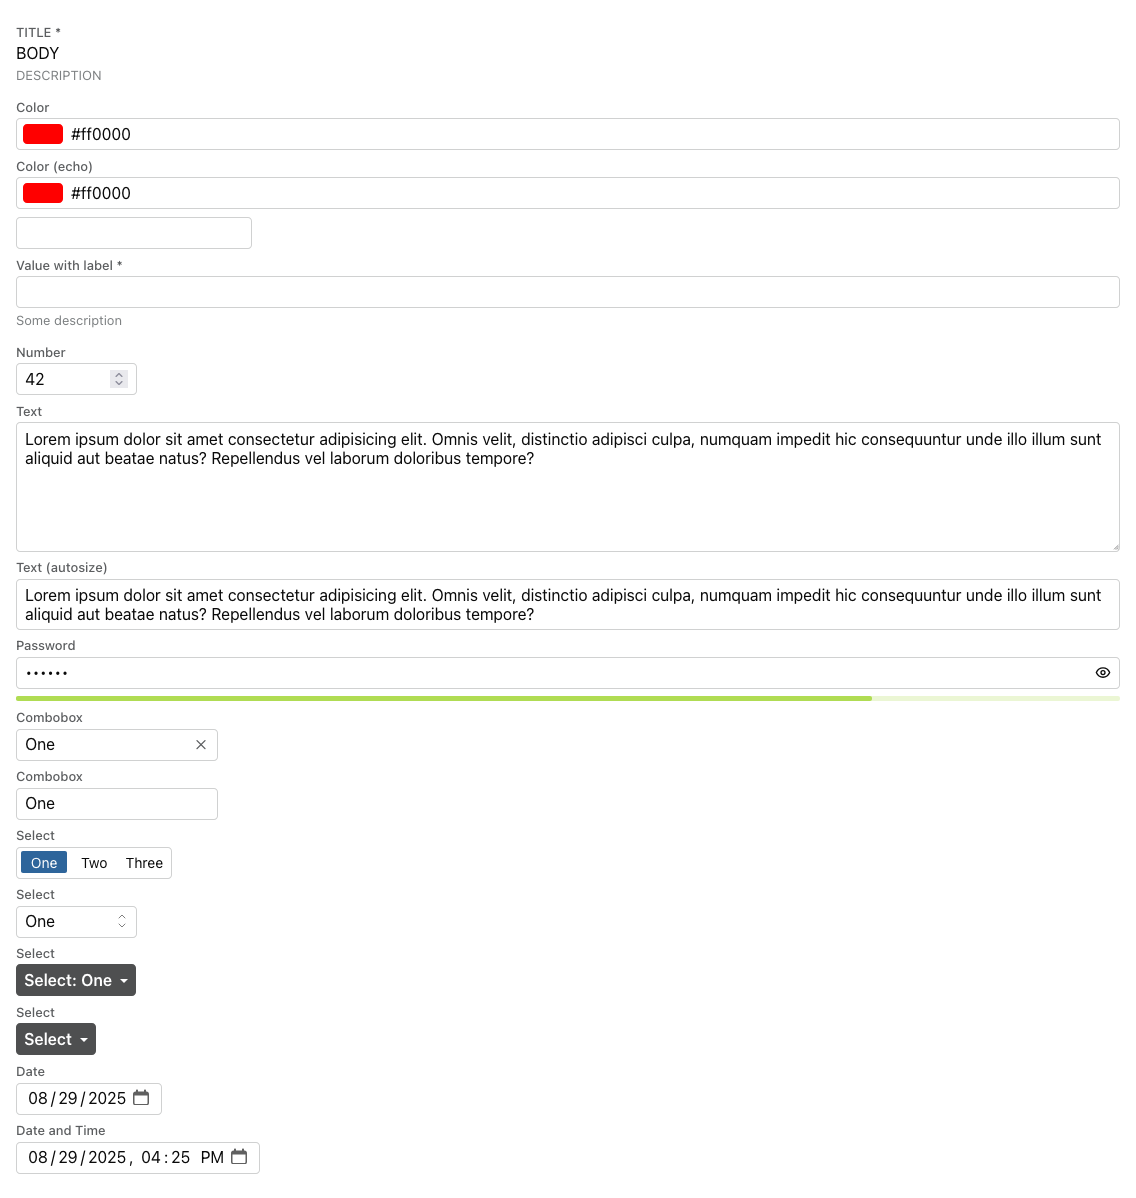 TITLE *
BODY
DESCRIPTION
Color
#ff0000
Color (echo)
#ff0000
Value with label *
Some description
Number
42
Text
Lorem ipsum dolor sit amet consectetur adipisicing elit. Omnis velit, distinctio adipisci culpa, numquam impedit hic consequuntur unde illo illum sunt
aliquid aut beatae natus? Repellendus vel laborum doloribus tempore?
Text (autosize)
Lorem ipsum dolor sit amet consectetur adipisicing elit. Omnis velit, distinctio adipisci culpa, numquam impedit hic consequuntur unde illo illum sunt
aliquid aut beatae natus? Repellendus vel laborum doloribus tempore?
Password
••••••
Combobox
One
Combobox
One
Select
One Two Three
Select
One
Select
Select: One
Select
Select
Date
08/29/2025
Date and Time
08/29/2025, 04:25 PM